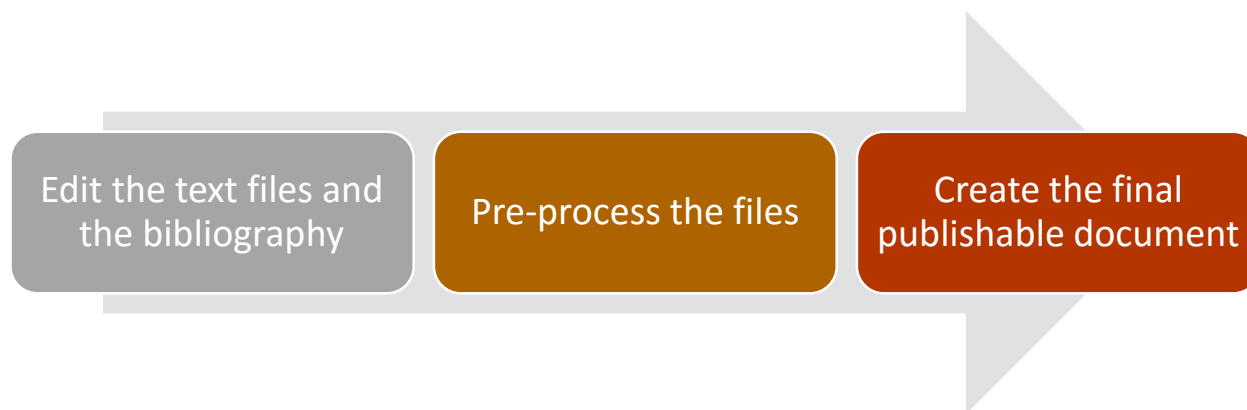 Edit the text files and
the bibliography
Pre-process the files
Create the final
publishable document